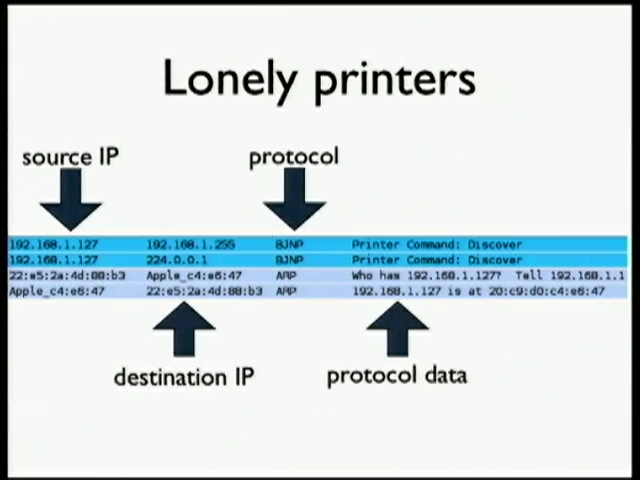 Lonely printers
source IP
protocol
192.168.1.127 192.168.1.255 BJNP Printer Command: Discover
192.168.1.127 224.0.0.1 BJNP Printer Command: Discover
22:e5:2a:4d:88:b3 Apple_c4:e6:47 ARP Who has 192.168.1.127? Tell 192.168.1.1
Apple_c4:e6:47 22:e5:2a:4d:88:b3 ARP 192.168.1.127 is at 20:c9:d0:c4:e6:47
destination IP
protocol data